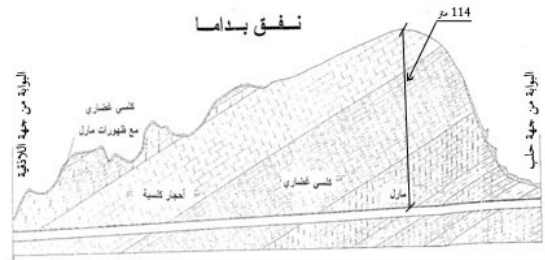 نفق بداما
114 متر
البوابة من جهة اللاذقية
كلسي غضاري
مع ظهورات مارل
أحجار كلسية
كلسي غضاري
مارل
البوابة من جهة حلب